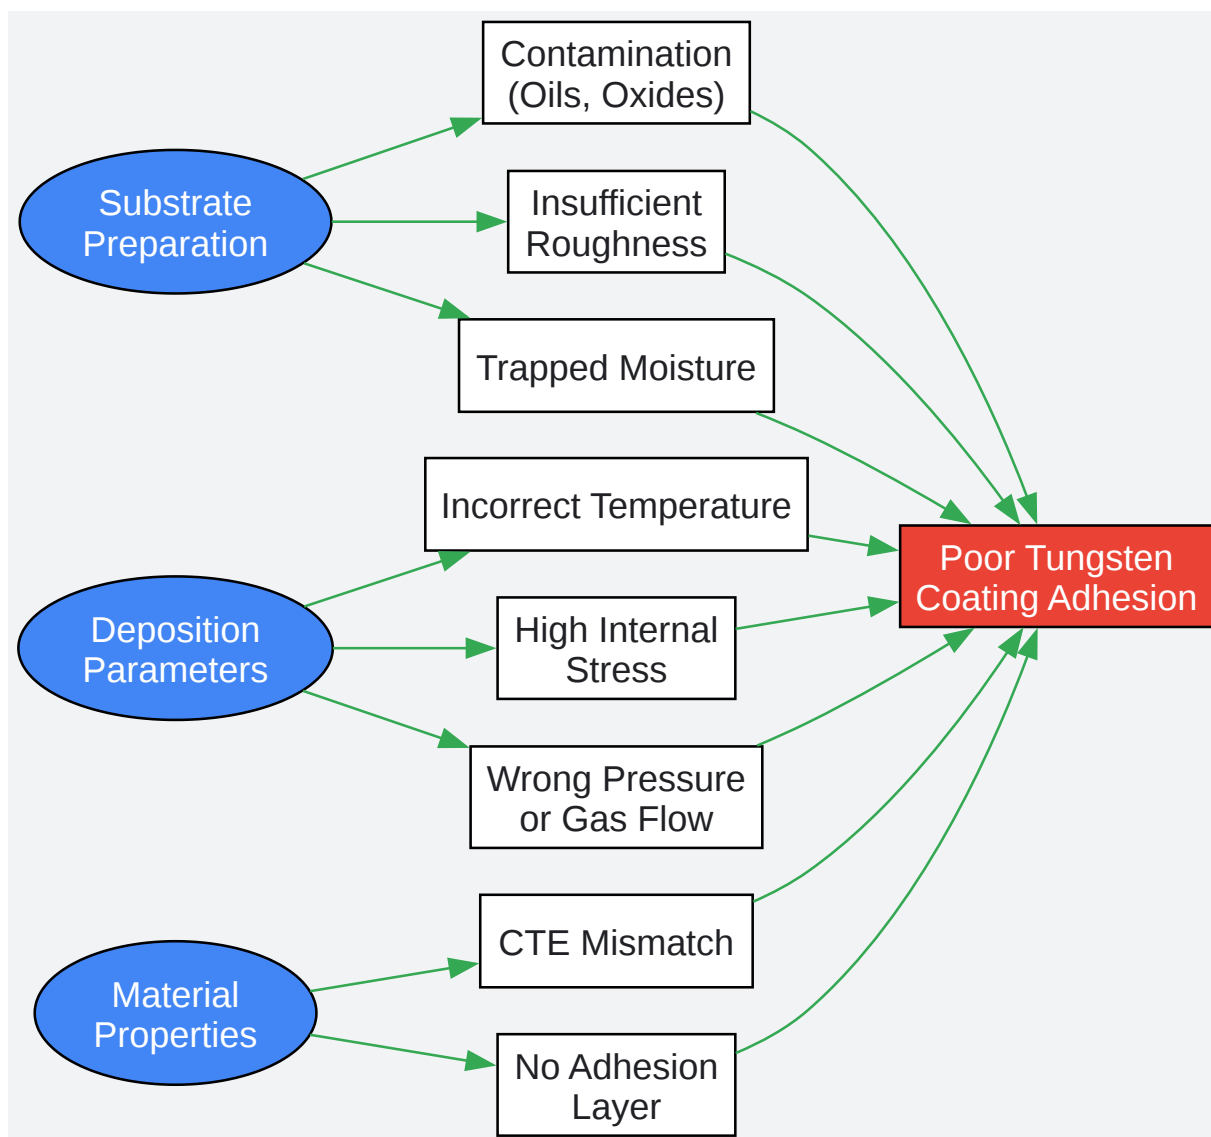 Contamination
(Oils, Oxides)
Substrate
Preparation
Insufficient
Roughness
Trapped Moisture
Incorrect Temperature
Poor Tungsten
Coating Adhesion
Deposition
Parameters
High Internal
Stress
Wrong Pressure
or Gas Flow
CTE Mismatch
Material
Properties
No Adhesion
Layer